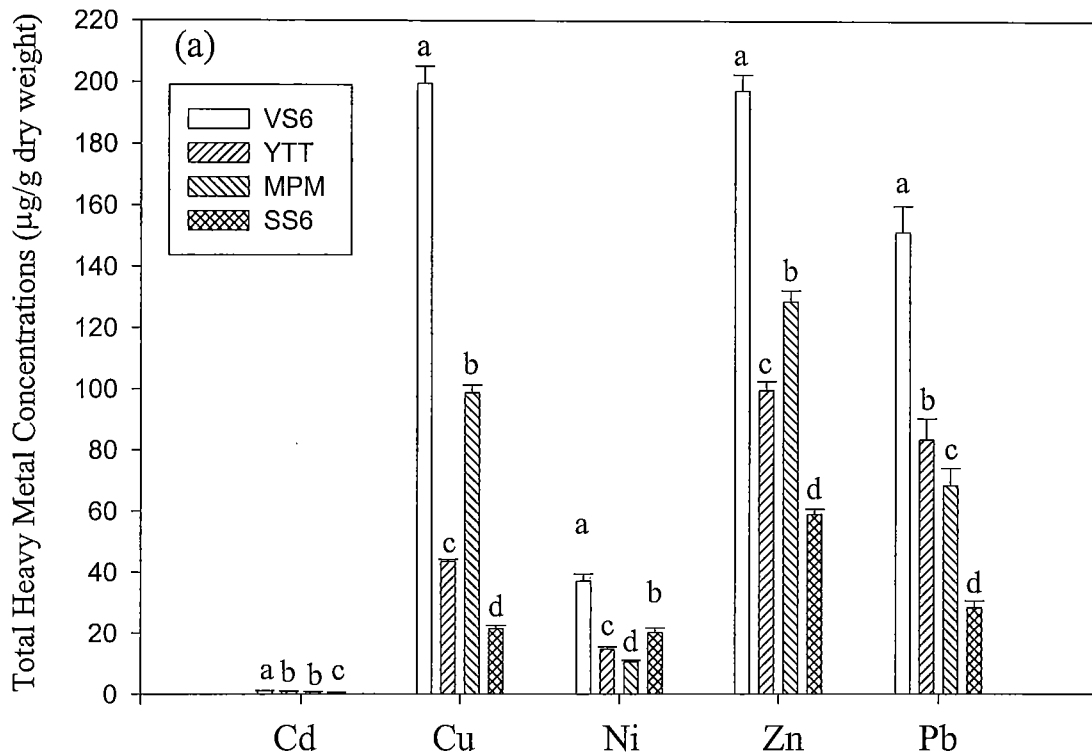 Total Heavy Metal Concentrations (µg/g dry weight)
220
200
180
160
140
120
100
80
60
40
20
0
(a)
VS6
YTT
MPM
SS6
a b b c
a c b d
a c d b
a c b d
a b c d
Cd Cu Ni Zn Pb